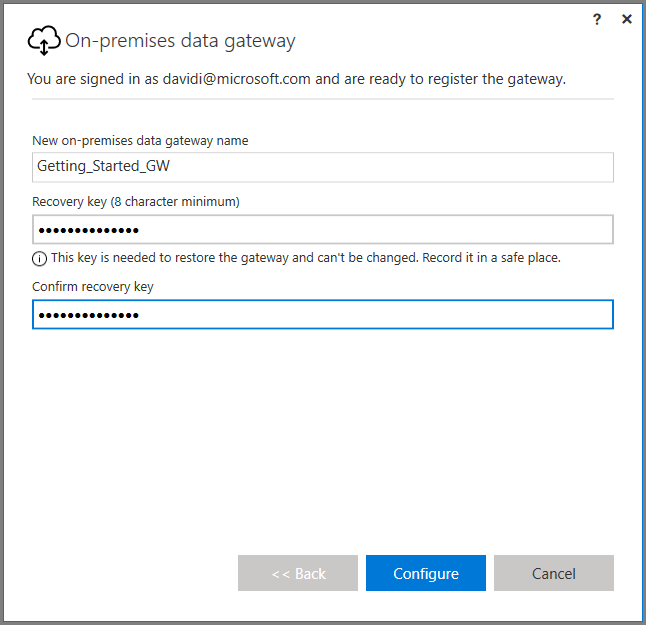 ? ×
On-premises data gateway
You are signed in as davidi@microsoft.com and are ready to register the gateway.
New on-premises data gateway name
Getting_Started_GW
Recovery key (8 character minimum)
••••••••••••••
This key is needed to restore the gateway and can't be changed. Record it in a safe place.
Confirm recovery key
••••••••••••••
<< Back Configure Cancel